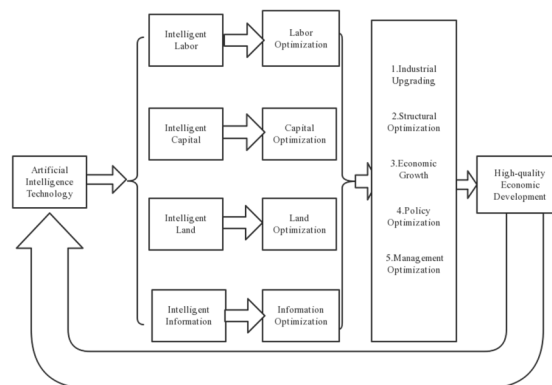 Artificial
Intelligence
Technology
Intelligent
Labor
Labor
Optimization
Intelligent
Capital
Capital
Optimization
Intelligent
Land
Land
Optimization
Intelligent
Information
Information
Optimization
1.Industrial
Upgrading
2.Structural
Optimization
3.Economic
Growth
4.Policy
Optimization
5.Management
Optimization
High-quality
Economic
Development